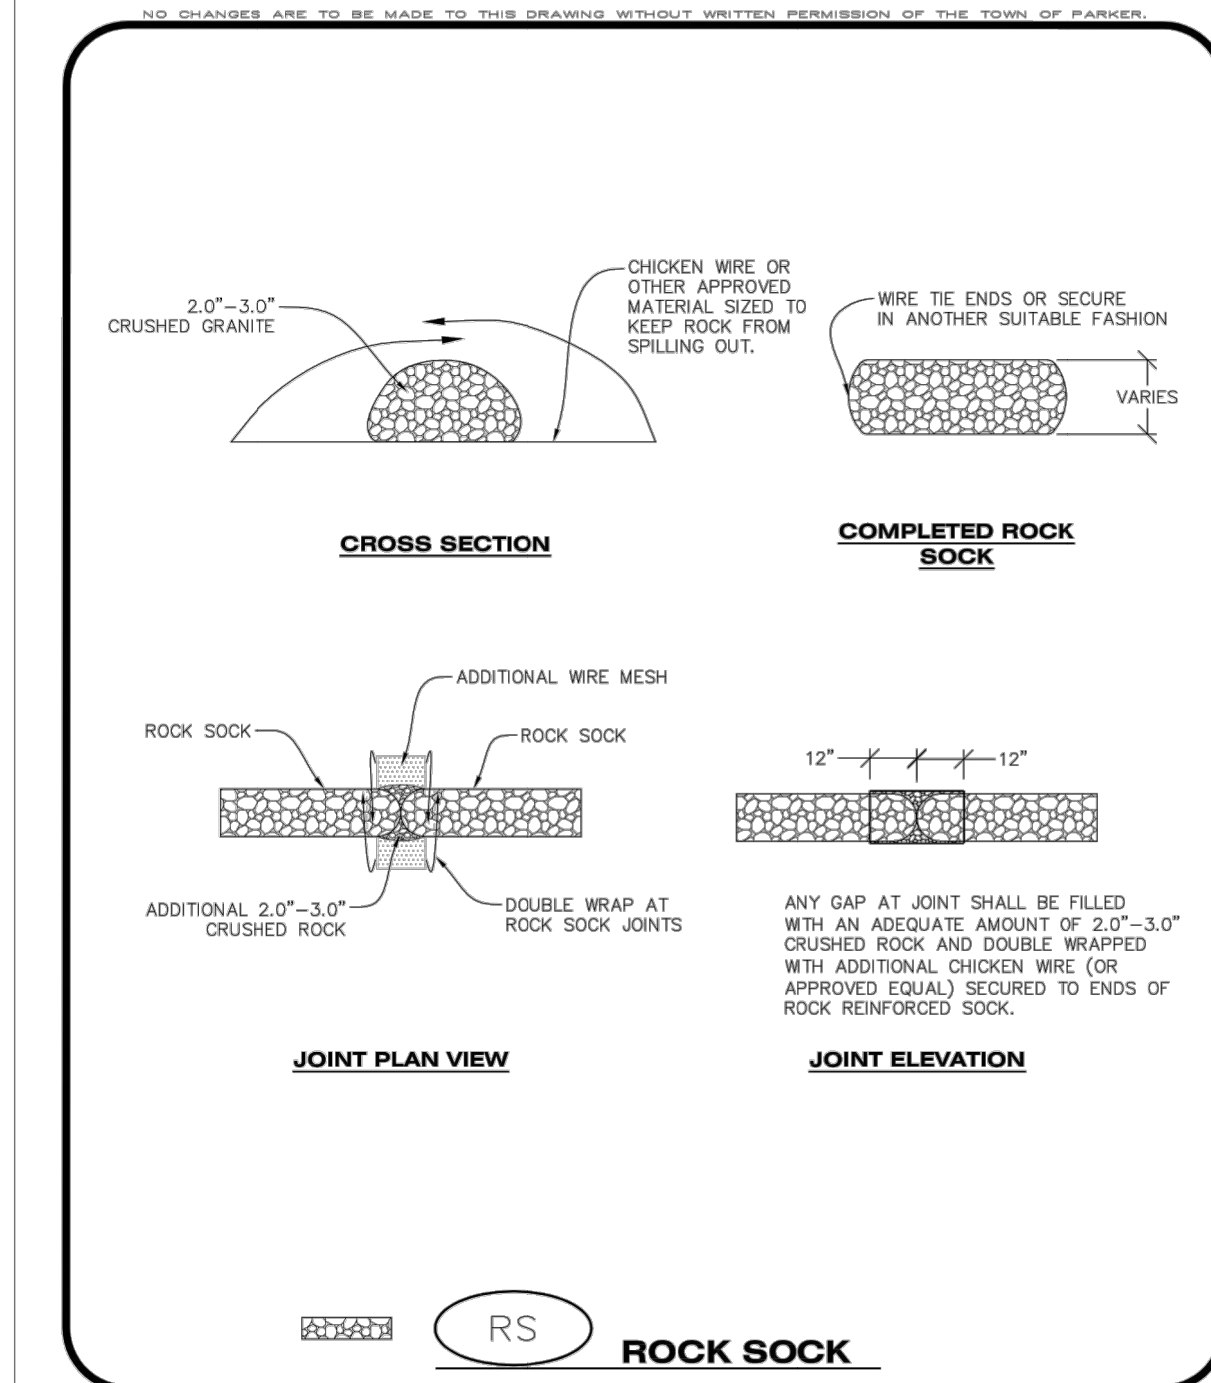 NO CHANGES ARE TO BE MADE TO THIS DRAWING WITHOUT WRITTEN PERMISSION OF THE TOWN OF PARKER.
2.0"-3.0"
CRUSHED GRANITE
CHICKEN WIRE OR
OTHER APPROVED
MATERIAL SIZED TO
KEEP ROCK FROM
SPILLING OUT.
WIRE TIE ENDS OR SECURE
IN ANOTHER SUITABLE FASHION
VARIES
CROSS SECTION
COMPLETED ROCK
SOCK
ADDITIONAL WIRE MESH
ROCK SOCK
ROCK SOCK
ADDITIONAL 2.0"-3.0"
CRUSHED ROCK
DOUBLE WRAP AT
ROCK SOCK JOINTS
12"
12"
ANY GAP AT JOINT SHALL BE FILLED
WITH AN ADEQUATE AMOUNT OF 2.0"-3.0"
CRUSHED ROCK AND DOUBLE WRAPPED
WITH ADDITIONAL CHICKEN WIRE (OR
APPROVED EQUAL) SECURED TO ENDS OF
ROCK REINFORCED SOCK.
JOINT PLAN VIEW
JOINT ELEVATION
RS
ROCK SOCK